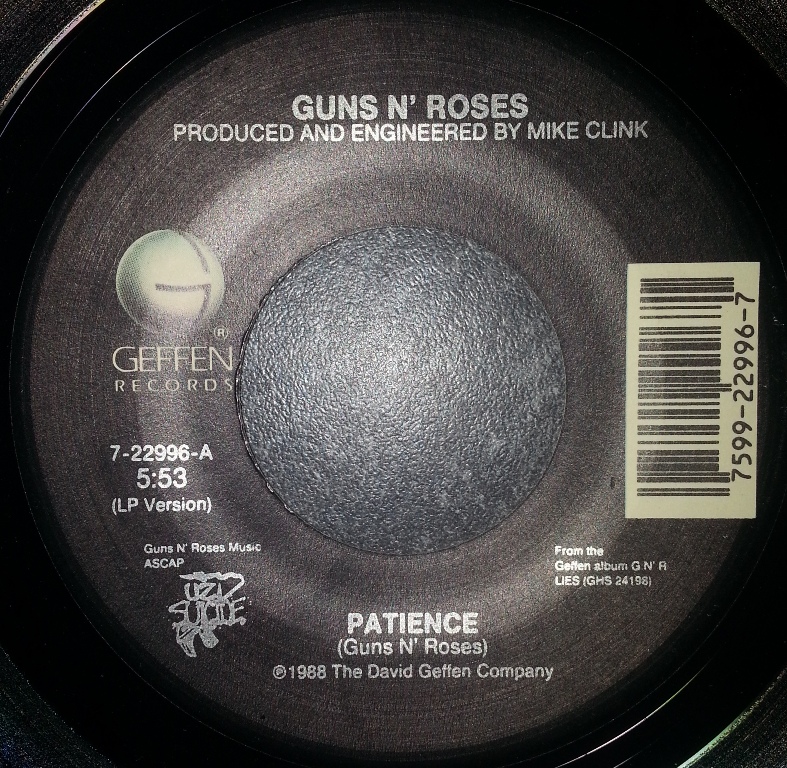 GUNS N' ROSES
PRODUCED AND ENGINEERED BY MIKE CLINK
®
GEFFEN
RECORDS
7599-22996-7
7-22996-A
5:53
(LP Version)
Guns N' Roses Music
ASCAP
UZI
SUICIDE
From the
Geffen album G N' R
LIES (GHS 24198)
PATIENCE
(Guns N' Roses)
℗1988 The David Geffen Company